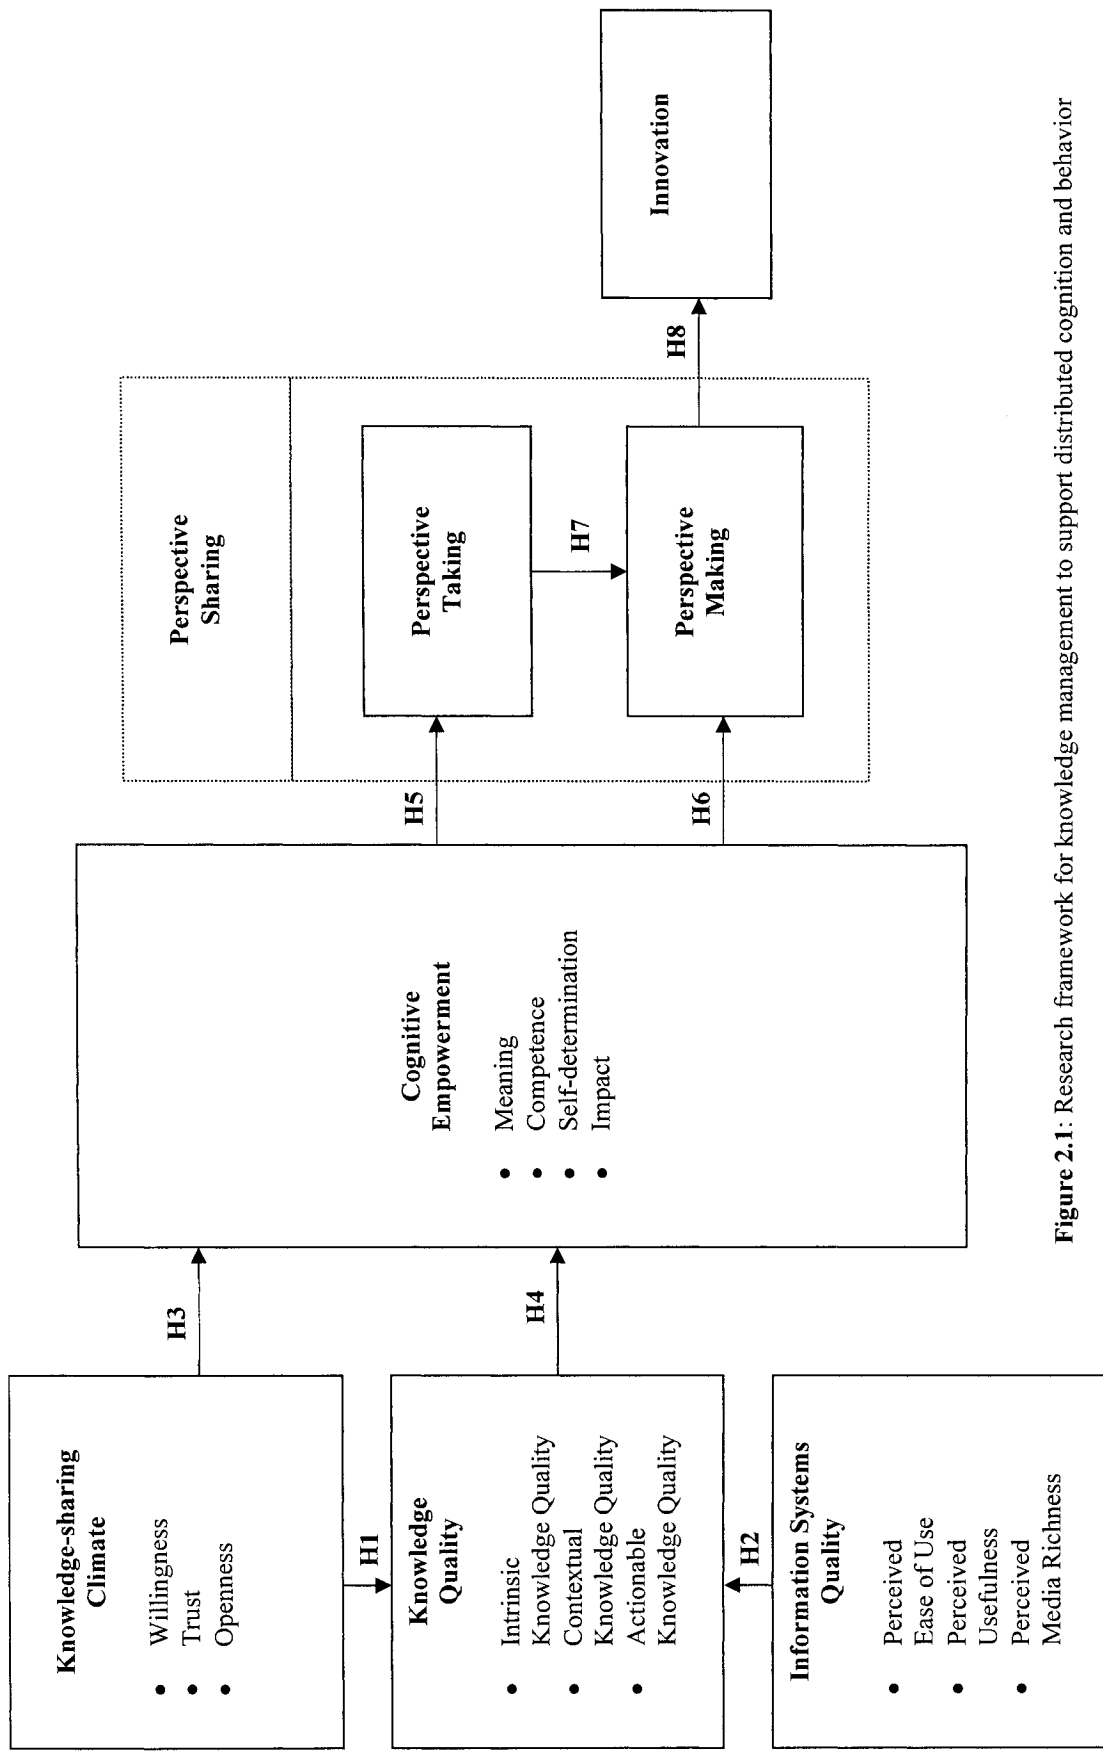 Knowledge-sharing
Climate
• Willingness
• Trust
• Openness
H1
Knowledge
Quality
• Intrinsic
Knowledge Quality
• Contextual
Knowledge Quality
• Actionable
Knowledge Quality
H2
Information Systems
Quality
• Perceived
Ease of Use
• Perceived
Usefulness
• Perceived
Media Richness
H3
H4
Cognitive
Empowerment
• Meaning
• Competence
• Self-determination
• Impact
H5
H6
Perspective
Sharing
Perspective
Taking
H7
Perspective
Making
H8
Innovation
Figure 2.1: Research framework for knowledge management to support distributed cognition and behavior